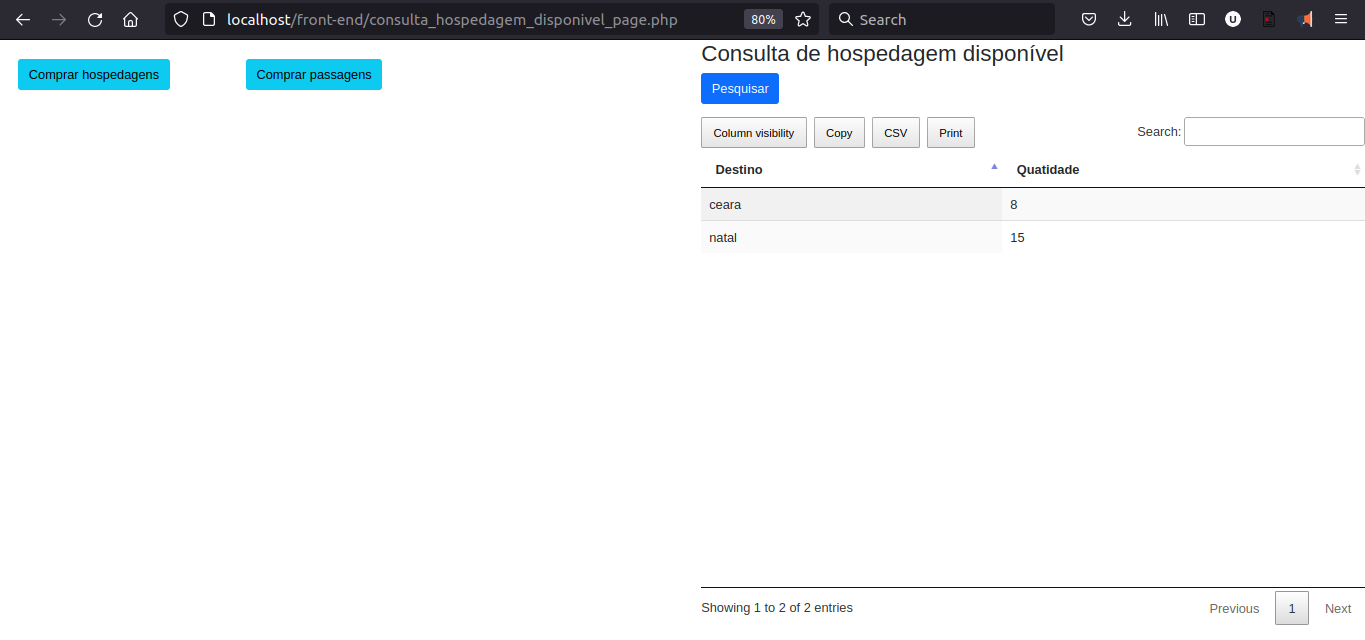 localhost/front-end/consulta_hospedagem_disponivel_page.php 80% Search U
Comprar hospedagens Comprar passagens
Consulta de hospedagem disponível
Pesquisar
Column visibility Copy CSV Print Search:
Destino Quatidade
ceara 8
natal 15
Showing 1 to 2 of 2 entries Previous 1 Next